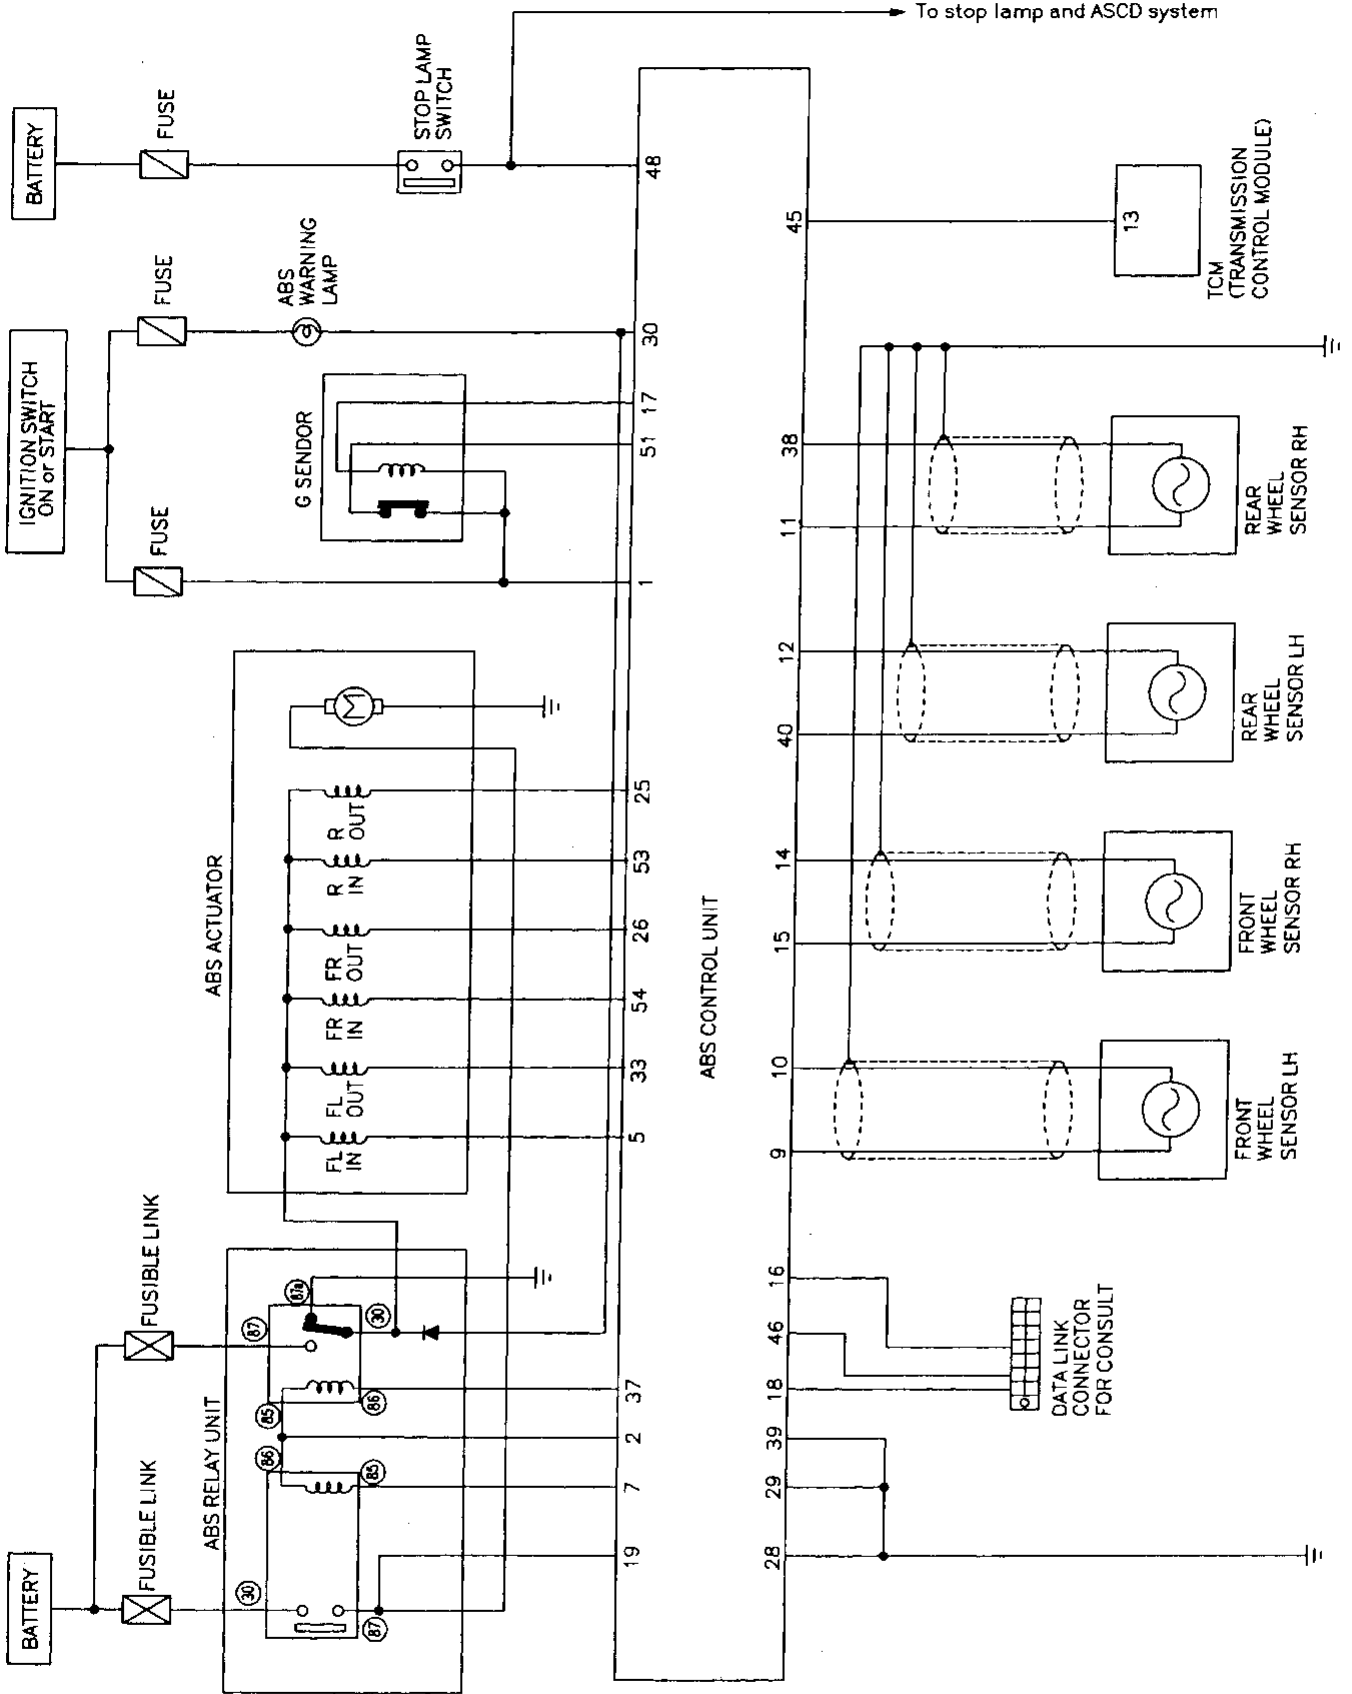 To stop lamp and ASCD system
BATTERY
FUSE
STOP LAMP
SWITCH
48
45
13
TCM
(TRANSMISSION
CONTROL MODULE)
IGNITION SWITCH
ON or START
FUSE
ABS
WARNING
LAMP
30
FUSE
G SENDOR
17
51
1
38
11
REAR
WHEEL
SENSOR RH
12
40
REAR
WHEEL
SENSOR LH
ABS ACTUATOR
M
R
OUT
25
R
IN
53
FR
OUT
26
FR
IN
54
FL
OUT
33
FL
IN
5
ABS CONTROL UNIT
14
15
FRONT
WHEEL
SENSOR RH
10
9
FRONT
WHEEL
SENSOR LH
BATTERY
FUSIBLE LINK
FUSIBLE LINK
ABS RELAY UNIT
87
87a
30
85
86
86
85
30
87
37
2
7
19
16
46
18
39
29
28
DATA LINK
CONNECTOR
FOR CONSULT